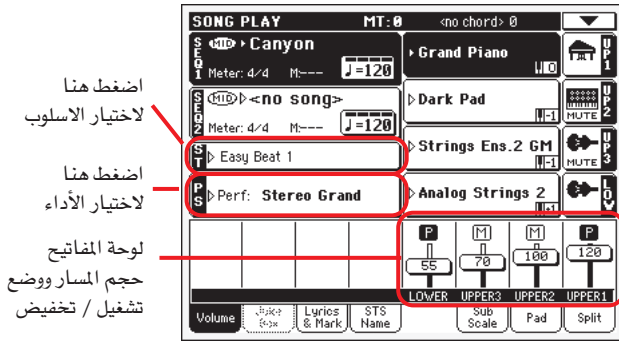 SONG PLAY MT:0 <no chord> 0
SEQ1 MID Canyon
Meter: 4/4 M:--- ♩=120
Grand Piano 0 UP1
SEQ2 MID <no song>
Meter: 4/4 M:--- ♩=120
Dark Pad -1 MUTE UP2
ST Easy Beat 1
Strings Ens.2 GM -1 MUTE UP3
PS Perf: Stereo Grand
Analog Strings 2 +1 LOW
اضغط هنا
لاختيار الاسلوب
اضغط هنا
لاختيار الأداء
لوحة المفاتيح
حجم المسار ووضع
تشغيل / تخفيض
P M M P
55 70 100 120
LOWER UPPER3 UPPER2 UPPER1
Volume
Lyrics & Mark
STS Name
Sub Scale
Pad
Split